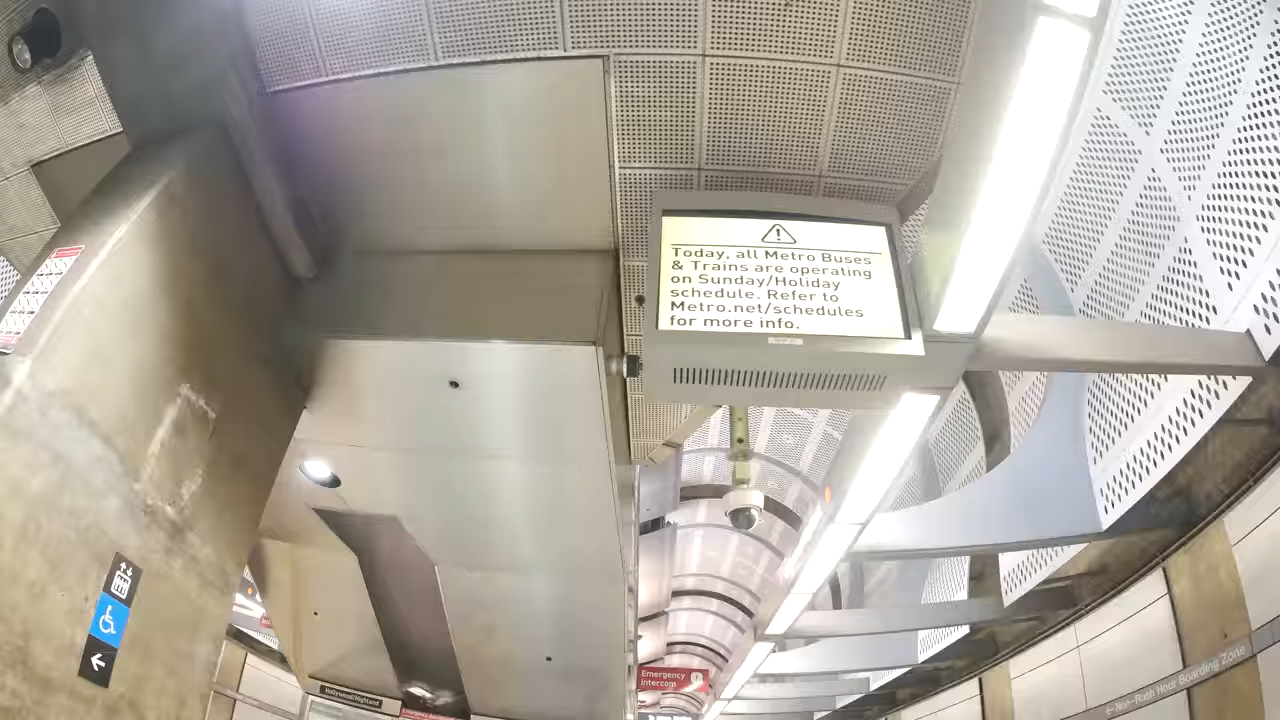 Today, all Metro Buses
& Trains are operating
on Sunday/Holiday
schedule. Refer to
Metro.net/schedules
for more info.
Emergency
Intercom
Hollywood/Highland
← Non-Rush Hour Boarding Zone